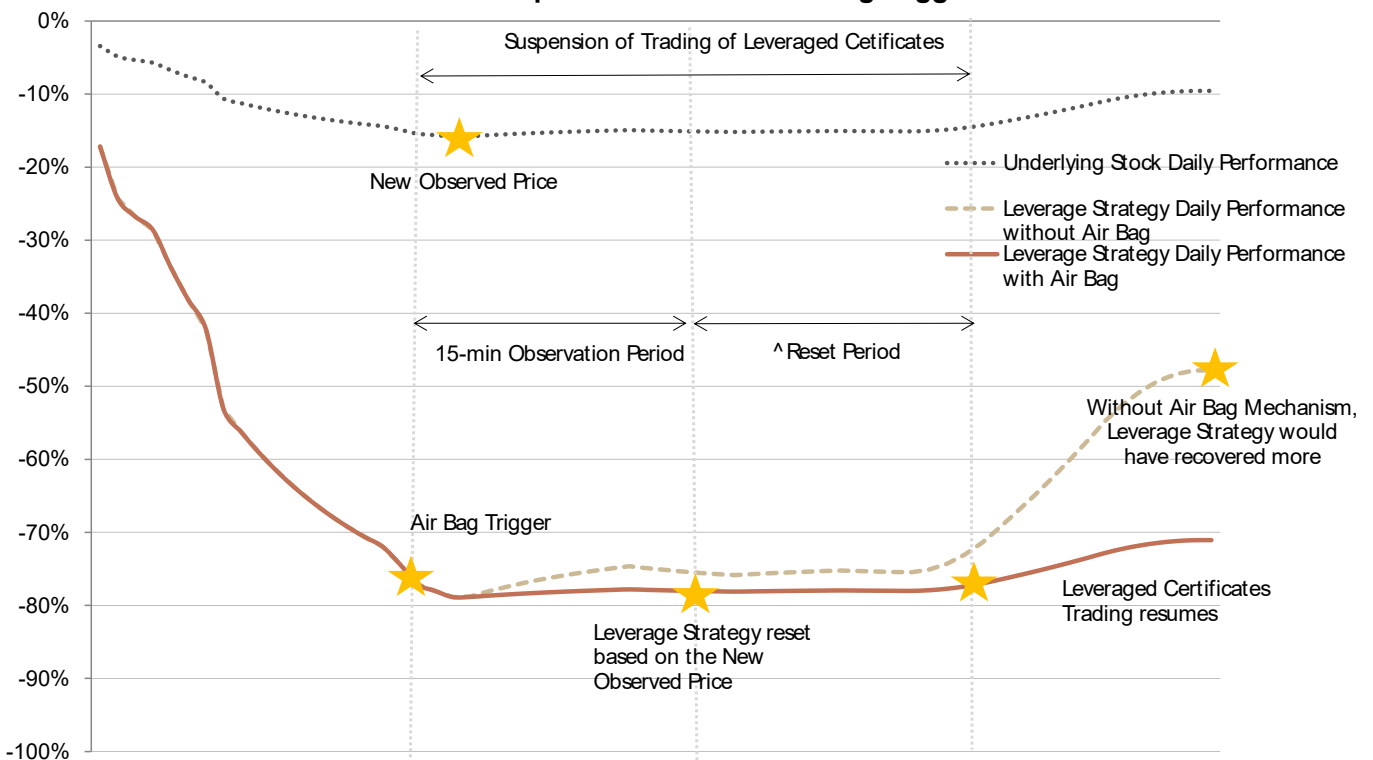 0%
Suspension of Trading of Leveraged Cetificates
-10%
-20%
Underlying Stock Daily Performance
New Observed Price
Leverage Strategy Daily Performance
without Air Bag
-30%
Leverage Strategy Daily Performance
with Air Bag
-40%
15-min Observation Period
^Reset Period
-50%
Without Air Bag Mechanism,
Leverage Strategy would
have recovered more
-60%
-70%
Air Bag Trigger
-80%
Leveraged Certificates
Trading resumes
Leverage Strategy reset
based on the New
Observed Price
-90%
-100%